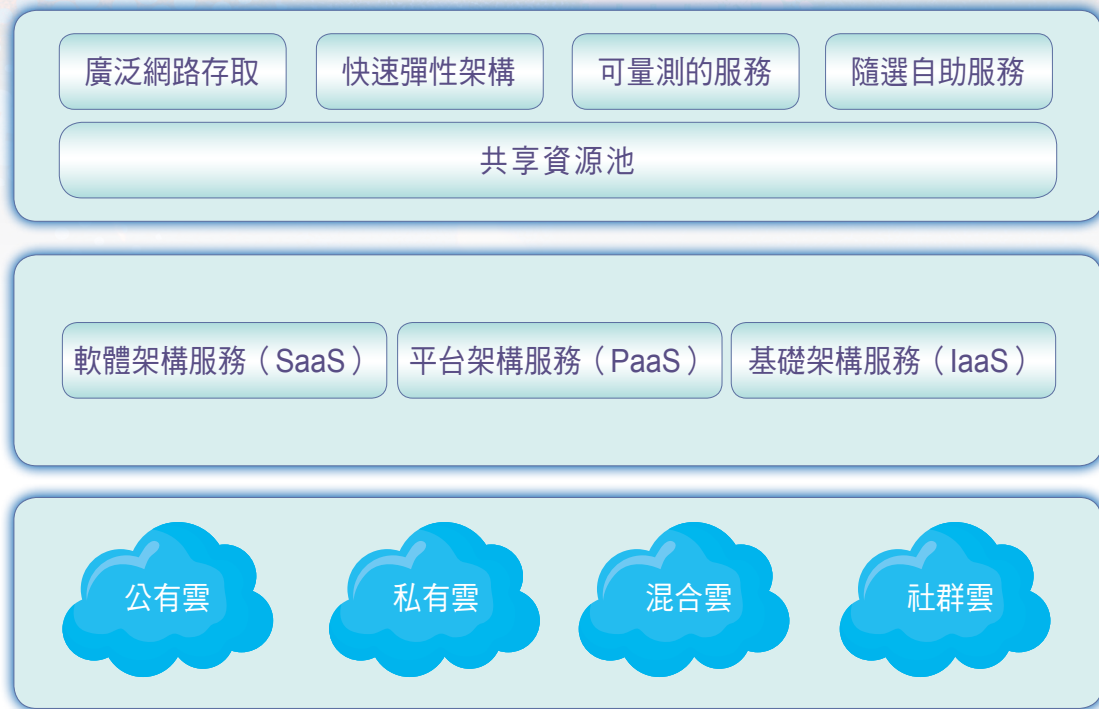 廣泛網路存取
快速彈性架構
可量測的服務
隨選自助服務
共享資源池
軟體架構服務（SaaS）
平台架構服務（PaaS）
基礎架構服務（IaaS）
公有雲
私有雲
混合雲
社群雲